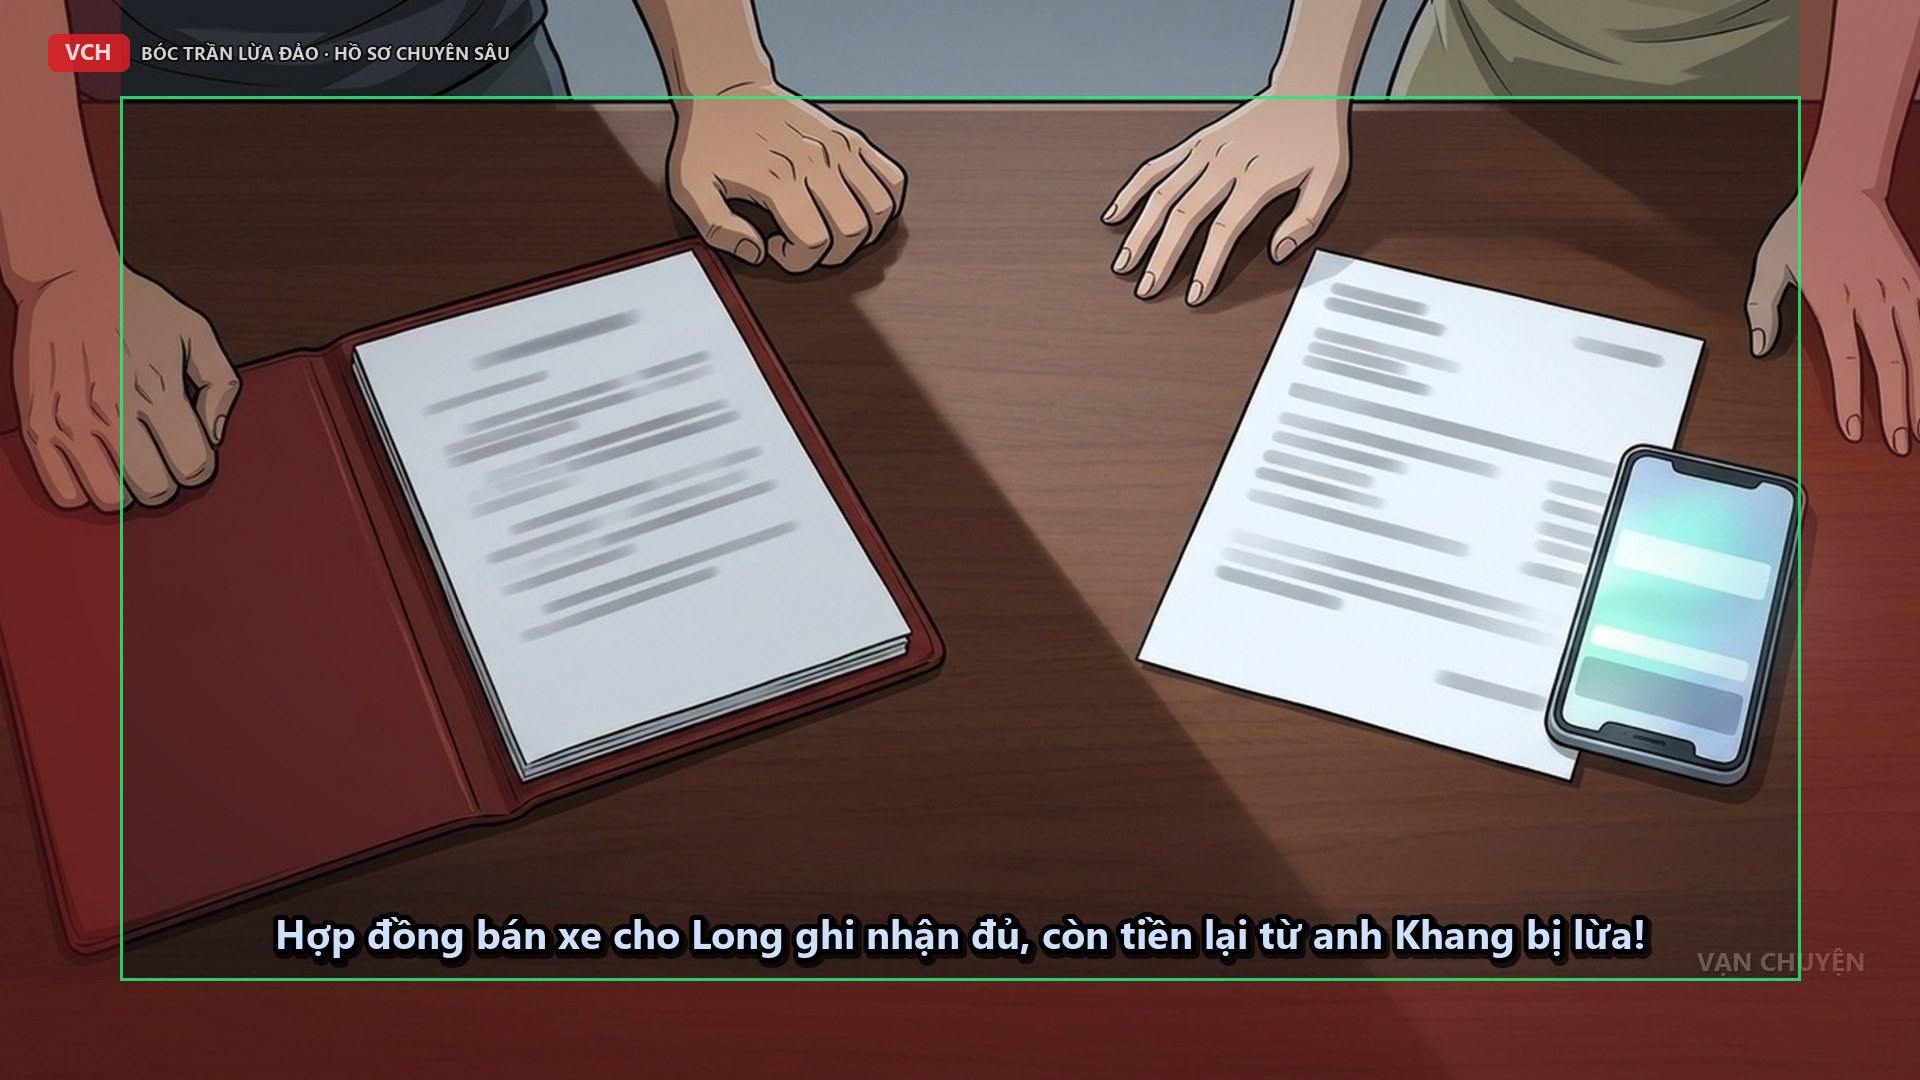 VCH BÓC TRẦN LỪA ĐẢO · HỒ SƠ CHUYÊN SÂU
Hợp đồng bán xe cho Long ghi nhận đủ, còn tiền lại từ anh Khang bị lừa!
VẠN CHUYỆN